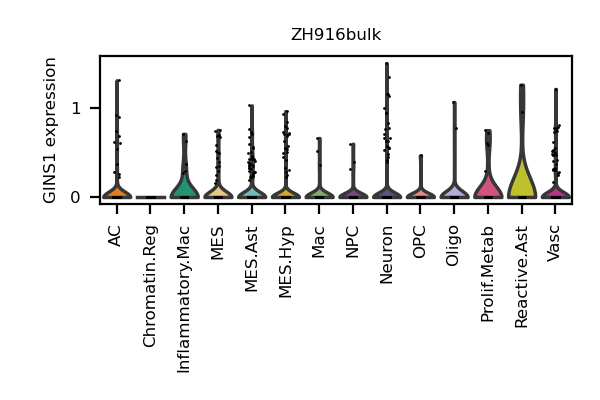 ZH916bulk
GINS1 expression
1
0
AC
Chromatin.Reg
Inflammatory.Mac
MES
MES.Ast
MES.Hyp
Mac
NPC
Neuron
OPC
Oligo
Prolif.Metab
Reactive.Ast
Vasc